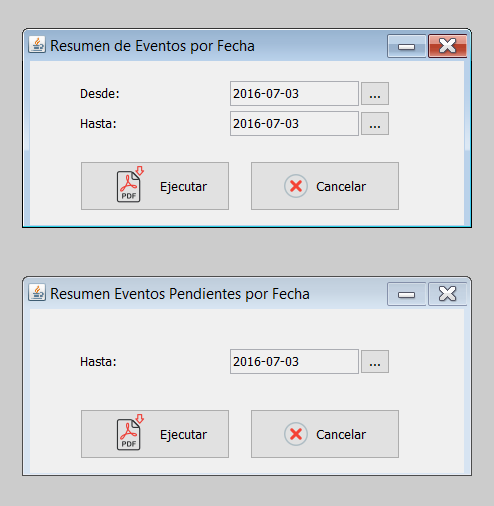 Resumen de Eventos por Fecha
Desde: 2016-07-03 ...
Hasta: 2016-07-03 ...
PDF Ejecutar Cancelar
Resumen Eventos Pendientes por Fecha
Hasta: 2016-07-03 ...
PDF Ejecutar Cancelar